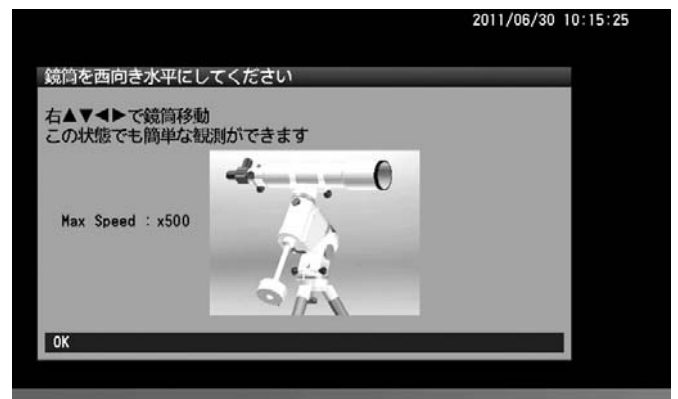 2011/06/30 10:15:25
鏡筒を西向き水平にしてください
右▲▼◀▶で鏡筒移動
この状態でも簡単な観測ができます
Max Speed : x500
OK